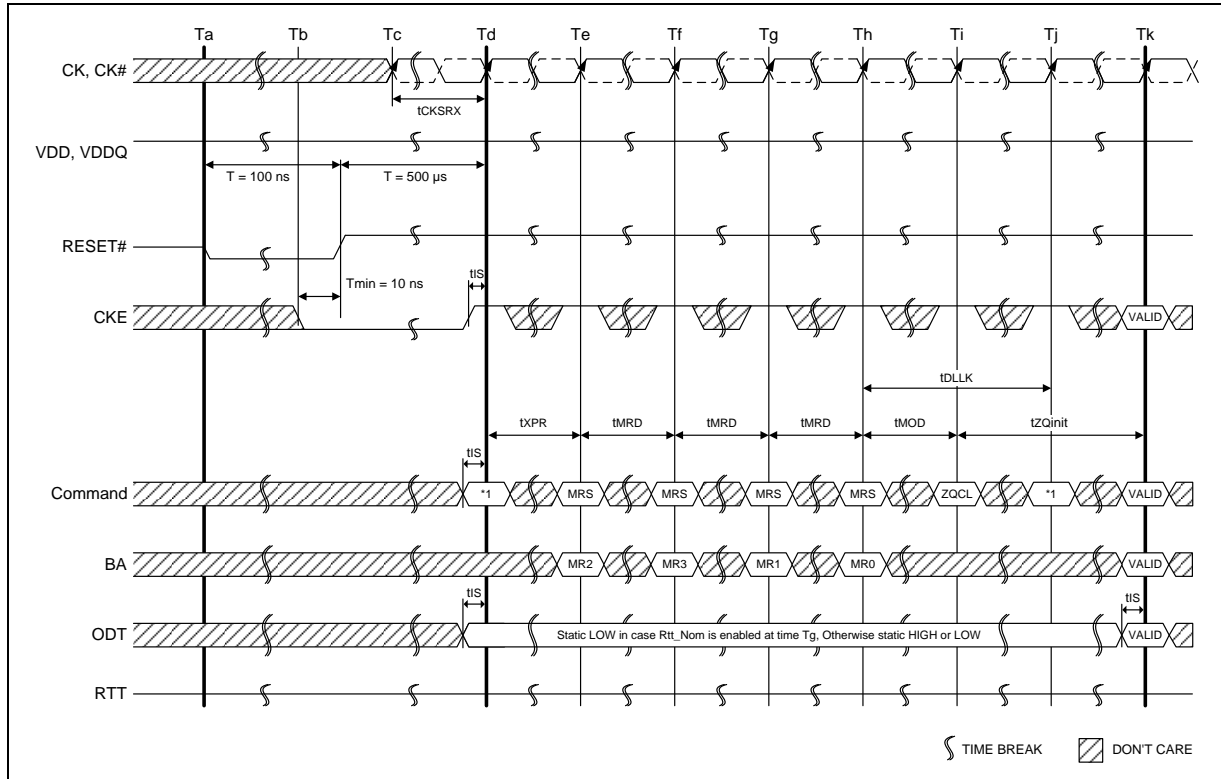 Ta Tb Tc Td Te Tf Tg Th Ti Tj Tk
CK, CK#
tCKSRX
VDD, VDDQ
T = 100 ns T = 500 µs
RESET#
Tmin = 10 ns
tIS
CKE
VALID
tDLLK
tXPR tMRD tMRD tMRD tMOD tZQinit
tIS
Command
*1 MRS MRS MRS MRS ZQCL *1 VALID
BA
MR2 MR3 MR1 MR0 VALID
tIS tIS
ODT
Static LOW in case Rtt_Nom is enabled at time Tg, Otherwise static HIGH or LOW VALID
RTT
TIME BREAK DON'T CARE